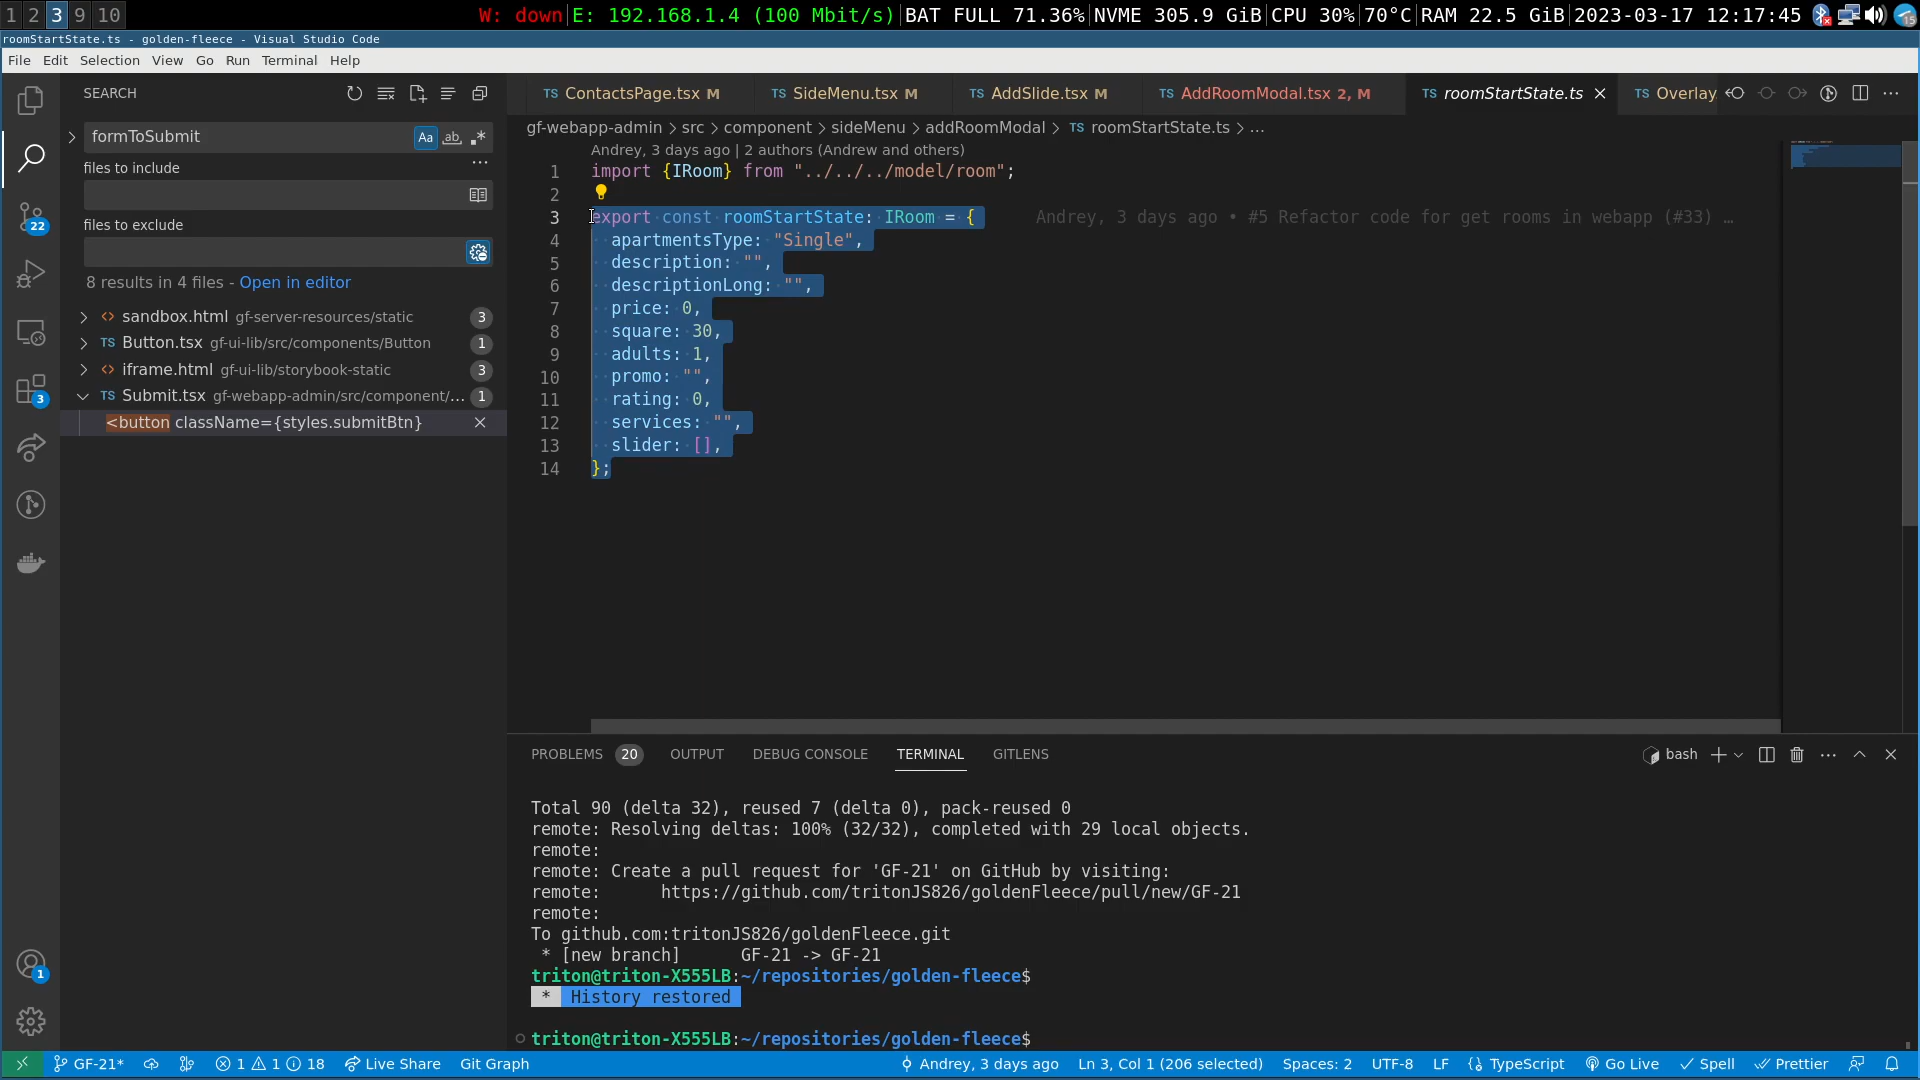 1 2 3 9 10 W: down|E: 192.168.1.4 (100 Mbit/s)|BAT FULL 71.36%|NVME 305.9 GiB|CPU 30%|70°C|RAM 22.5 GiB|2023-03-17 12:17:45
roomStartState.ts - golden-fleece - Visual Studio Code
File Edit Selection View Go Run Terminal Help
SEARCH
formToSubmit
Aa ab .*
files to include
files to exclude
8 results in 4 files - Open in editor
sandbox.html gf-server-resources/static 3
TS Button.tsx gf-ui-lib/src/components/Button 1
iframe.html gf-ui-lib/storybook-static 3
TS Submit.tsx gf-webapp-admin/src/component/... 1
<button className={styles.submitBtn}
22
3
1
TS ContactsPage.tsx M TS SideMenu.tsx M TS AddSlide.tsx M TS AddRoomModal.tsx 2, M TS roomStartState.ts TS Overlay
gf-webapp-admin > src > component > sideMenu > addRoomModal > TS roomStartState.ts > ...
Andrey, 3 days ago | 2 authors (Andrew and others)
1 import {IRoom} from "../../../model/room";
2
3 export const roomStartState: IRoom = { Andrey, 3 days ago • #5 Refactor code for get rooms in webapp (#33) …
4 apartmentsType: "Single",
5 description: "",
6 descriptionLong: "",
7 price: 0,
8 square: 30,
9 adults: 1,
10 promo: "",
11 rating: 0,
12 services: "",
13 slider: [],
14 };
PROBLEMS 20 OUTPUT DEBUG CONSOLE TERMINAL GITLENS bash
Total 90 (delta 32), reused 7 (delta 0), pack-reused 0
remote: Resolving deltas: 100% (32/32), completed with 29 local objects.
remote:
remote: Create a pull request for 'GF-21' on GitHub by visiting:
remote: https://github.com/tritonJS826/goldenFleece/pull/new/GF-21
remote:
To github.com:tritonJS826/goldenFleece.git
* [new branch] GF-21 -> GF-21
triton@triton-X555LB:~/repositories/golden-fleece$
* History restored
triton@triton-X555LB:~/repositories/golden-fleece$
GF-21* 1 1 18 Live Share Git Graph Andrey, 3 days ago Ln 3, Col 1 (206 selected) Spaces: 2 UTF-8 LF TypeScript Go Live Spell Prettier